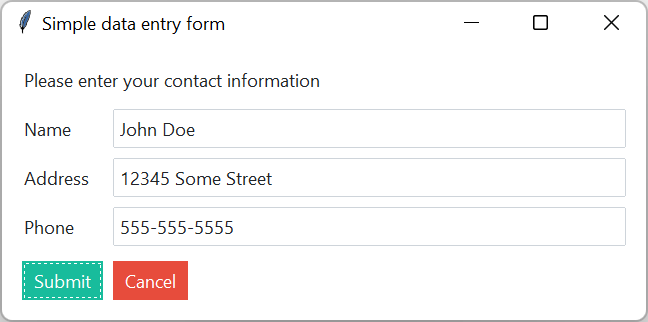 Simple data entry form
Please enter your contact information
Name John Doe
Address 12345 Some Street
Phone 555-555-5555
Submit Cancel